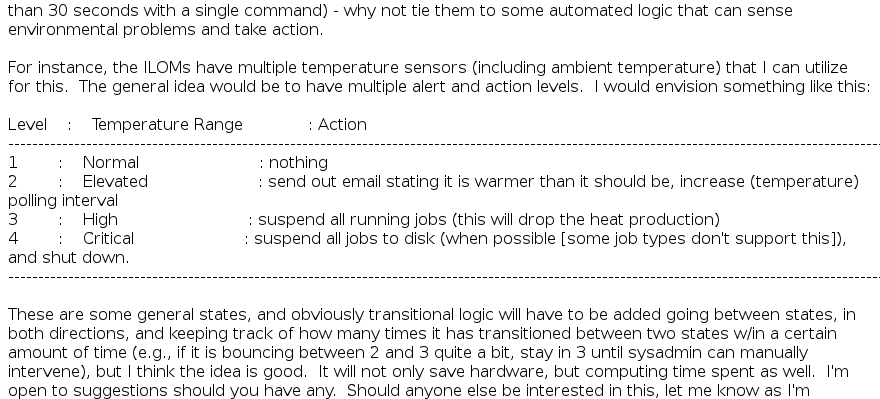 than 30 seconds with a single command) - why not tie them to some automated logic that can sense
environmental problems and take action.
For instance, the ILOMs have multiple temperature sensors (including ambient temperature) that I can utilize
for this.  The general idea would be to have multiple alert and action levels.  I would envision something like this:
Level    :    Temperature Range              : Action
--------------------------------------------------------------------------------
1        :    Normal                         : nothing
2        :    Elevated                       : send out email stating it is warmer than it should be, increase (temperature)
polling interval
3        :    High                           : suspend all running jobs (this will drop the heat production)
4        :    Critical                       : suspend all jobs to disk (when possible [some job types don't support this]),
and shut down.
--------------------------------------------------------------------------------
These are some general states, and obviously transitional logic will have to be added going between states, in
both directions, and keeping track of how many times it has transitioned between two states w/in a certain
amount of time (e.g., if it is bouncing between 2 and 3 quite a bit, stay in 3 until sysadmin can manually
intervene), but I think the idea is good.  It will not only save hardware, but computing time spent as well.  I'm
open to suggestions should you have any.  Should anyone else be interested in this, let me know as I'm